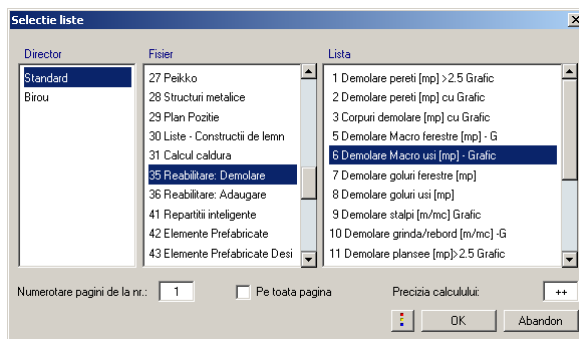 Selectie liste
Director
Fisier
Lista
Standard
Birou
27 Peikko
28 Structuri metalice
29 Plan Pozitie
30 Liste - Constructii de lemn
31 Calcul caldura
35 Reabilitare: Demolare
36 Reabilitare: Adaugare
41 Repartitii inteligente
42 Elemente Prefabricate
43 Elemente Prefabricate Desi
1 Demolare pereti [mp] >2.5 Grafic
2 Demolare pereti [mp] cu Grafic
3 Corpuri demolare [mp] cu Grafic
5 Demolare Macro ferestre [mp] - G
6 Demolare Macro usi [mp] - Grafic
7 Demolare goluri ferestre [mp]
8 Demolare goluri usi [mp]
9 Demolare stalpi [m/mc] Grafic
10 Demolare grinda/rebord [m/mc] -G
11 Demolare plansee [mp]>2.5 Grafic
Numerotare pagini de la nr.: 1
Pe toata pagina
Precizia calculului: ++
OK
Abandon